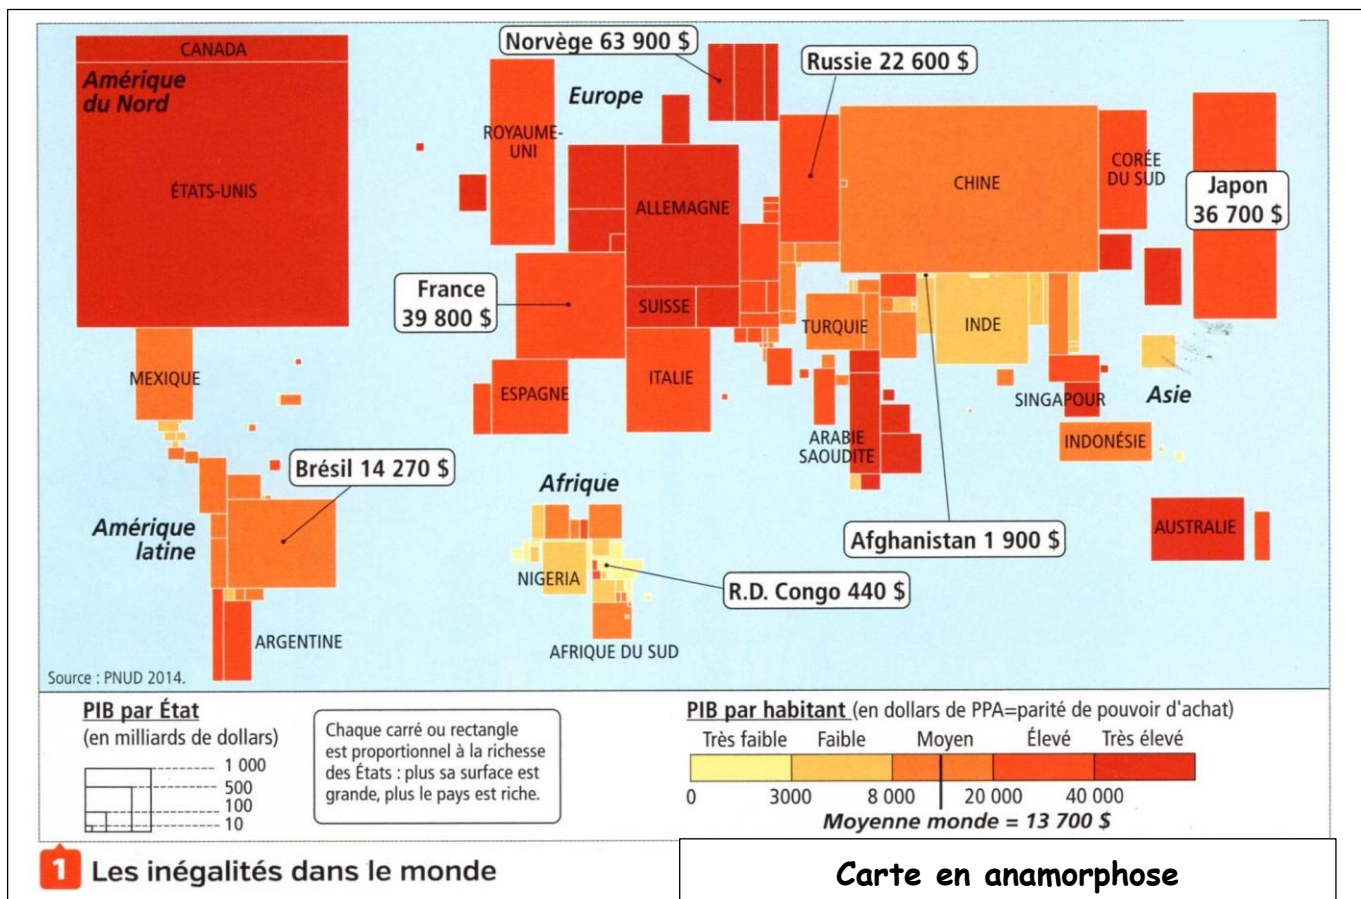 CANADA
Amérique
du Nord
ÉTATS-UNIS
Norvège 63 900 $
Europe
Russie 22 600 $
ROYAUME-
UNI
ALLEMAGNE
CHINE
CORÉE
DU SUD
Japon
36 700 $
France
39 800 $
SUISSE
TURQUIE
INDE
MEXIQUE
ESPAGNE
ITALIE
SINGAPOUR
Asie
ARABIE
SAOUDITE
INDONÉSIE
Brésil 14 270 $
Afrique
Amérique
latine
Afghanistan 1 900 $
AUSTRALIE
NIGERIA
R.D. Congo 440 $
ARGENTINE
AFRIQUE DU SUD
Source : PNUD 2014.
PIB par État
(en milliards de dollars)
1 000
500
100
10
Chaque carré ou rectangle
est proportionnel à la richesse
des États : plus sa surface est
grande, plus le pays est riche.
PIB par habitant (en dollars de PPA=parité de pouvoir d'achat)
Très faible Faible Moyen Élevé Très élevé
0 3000 8 000 20 000 40 000
Moyenne monde = 13 700 $
1 Les inégalités dans le monde
Carte en anamorphose